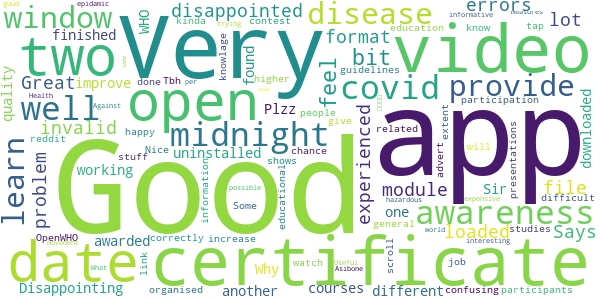 good epidemic
kinda trying
informative measures
window disappointed disease errors
WHO contest education know tap
finished found format lot
two Very video
Great improve done Tbh knowlage higher
feel bit guidelines
quality Health Against per
covid provide
well open Plzz people
invalid happy reddit give
midnight experienced related extent participation
app downloaded
learn problem stuff Nice chance
working uninstalled shows
information educational
module Sir file
advert will presentations
one difficult
Good possible hazardous expensive
Some general awareness
awarded correctly increase
OpenWHO scroll loaded studies Says
date certificate
What link Why watch
job world interesting
Useful Asibone
Disappointing organised another courses different confusing participants